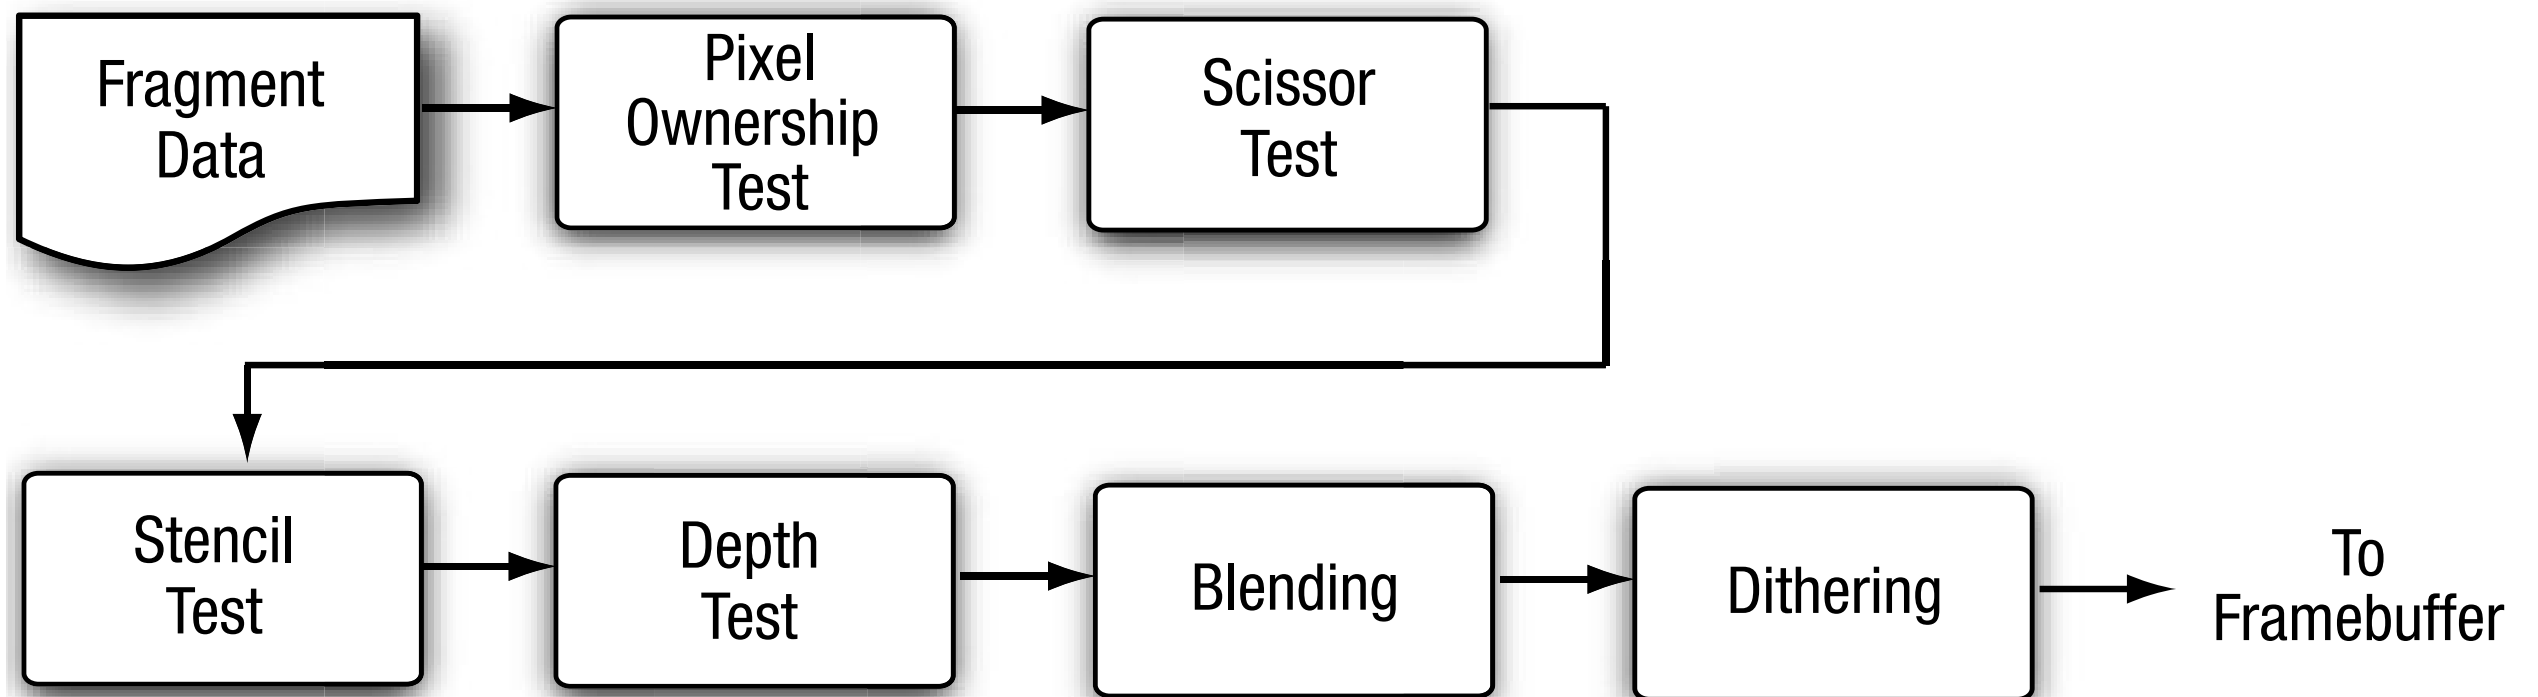 Fragment
Data
Pixel
Ownership
Test
Scissor
Test
Stencil
Test
Depth
Test
Blending
Dithering
To
Framebuffer